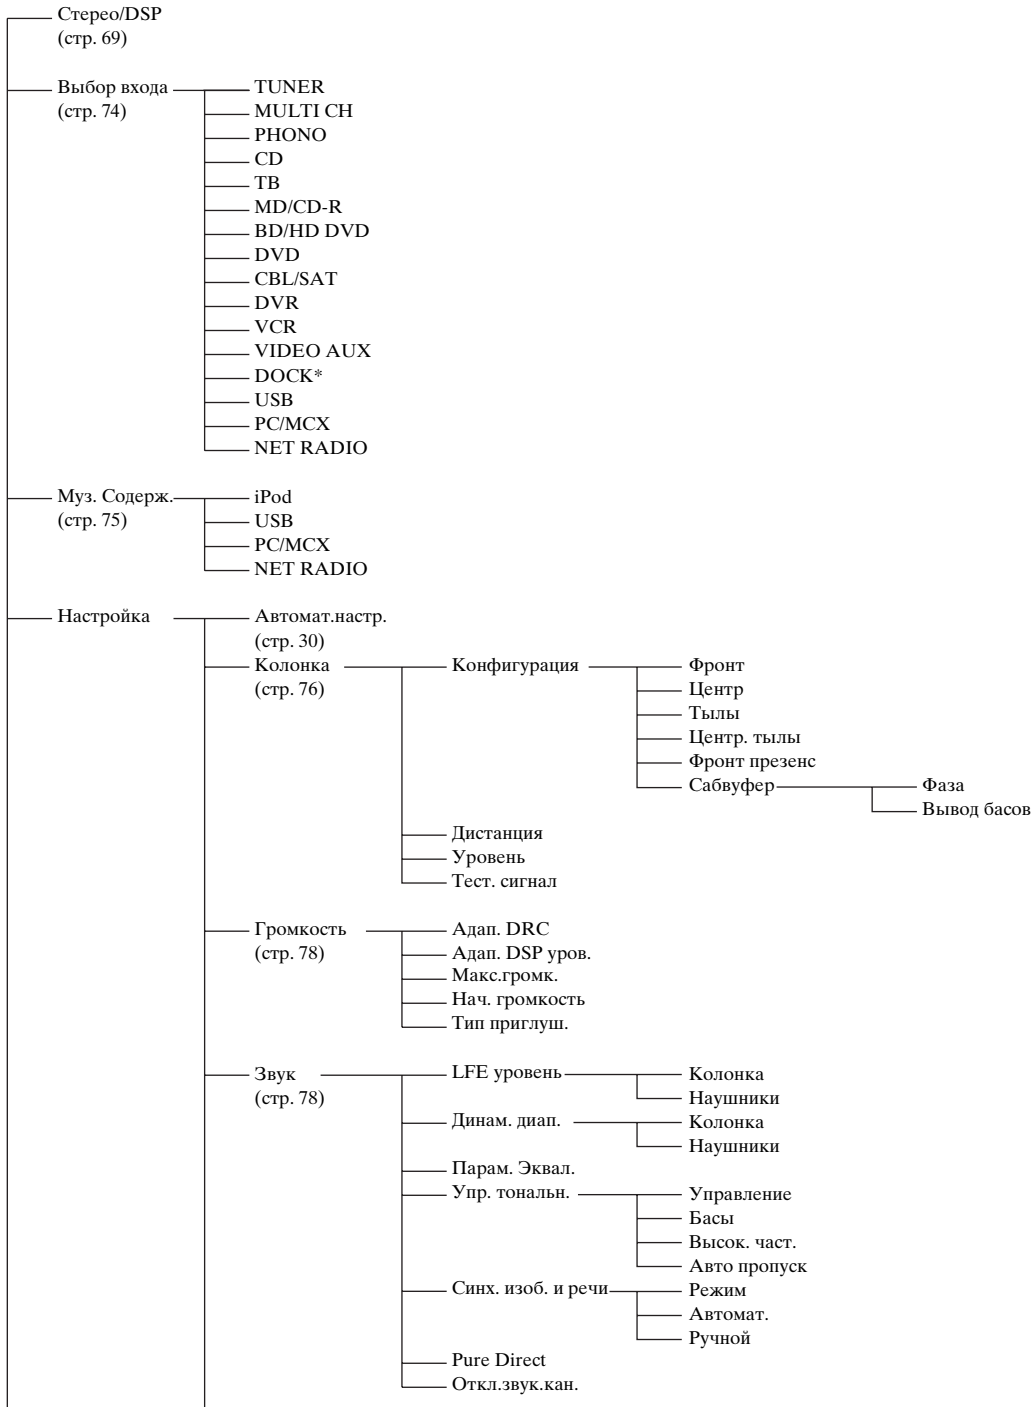 Стерео/DSP
(стр. 69)
Выбор входа
(стр. 74)
TUNER
MULTI CH
PHONO
CD
ТВ
MD/CD-R
BD/HD DVD
DVD
CBL/SAT
DVR
VCR
VIDEO AUX
DOCK*
USB
PC/MCX
NET RADIO
Муз. Содерж.
(стр. 75)
iPod
USB
PC/MCX
NET RADIO
Настройка
Автомат.настр.
(стр. 30)
Колонка
(стр. 76)
Конфигурация
Фронт
Центр
Тылы
Центр. тылы
Фронт презенс
Сабвуфер
Фаза
Вывод басов
Дистанция
Уровень
Тест. сигнал
Громкость
(стр. 78)
Адап. DRC
Адап. DSP уров.
Макс.громк.
Нач. громкость
Тип приглуш.
Звук
(стр. 78)
LFE уровень
Колонка
Наушники
Динам. диап.
Колонка
Наушники
Парам. Эквал.
Упр. тональн.
Управление
Басы
Высок. част.
Авто пропуск
Синх. изоб. и речи
Режим
Автомат.
Ручной
Pure Direct
Откл.звук.кан.